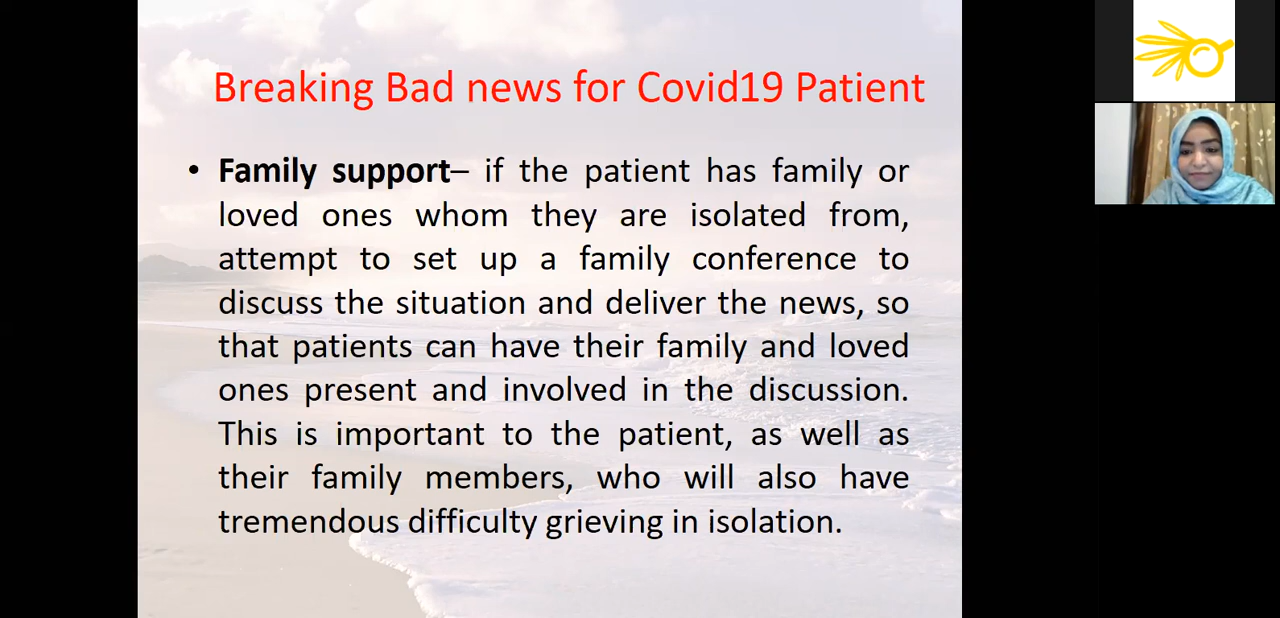 Breaking Bad news for Covid19 Patient
• Family support– if the patient has family or
loved ones whom they are isolated from,
attempt to set up a family conference to
discuss the situation and deliver the news, so
that patients can have their family and loved
ones present and involved in the discussion.
This is important to the patient, as well as
their family members, who will also have
tremendous difficulty grieving in isolation.